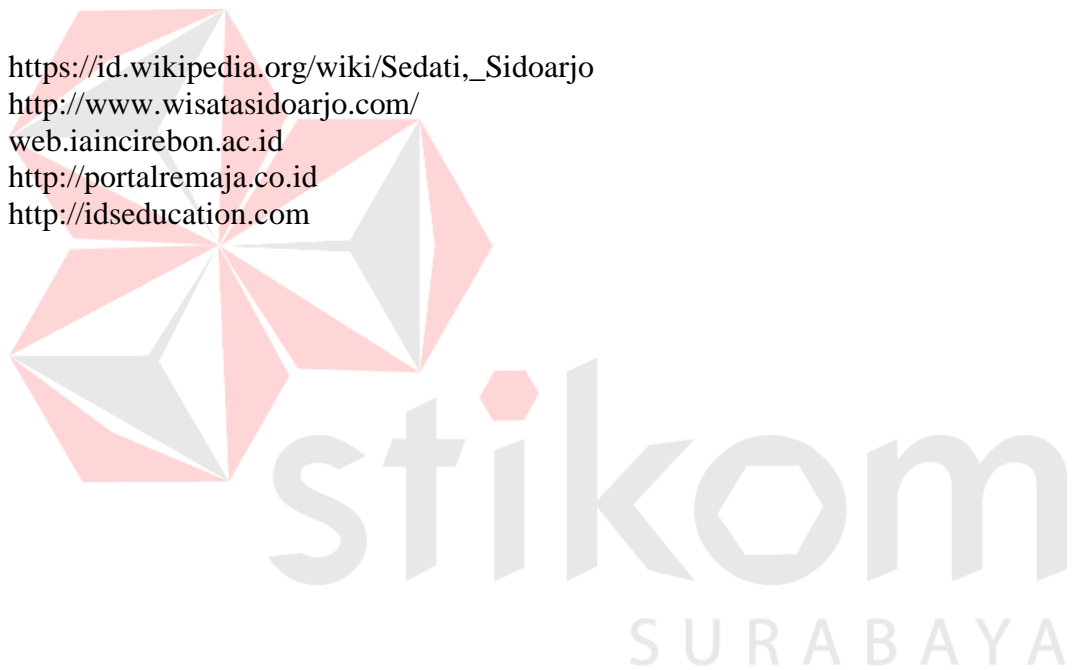 https://id.wikipedia.org/wiki/Sedati,_Sidoarjo
http://www.wisatasidoarjo.com/
web.iaincirebon.ac.id
http://portalremaja.co.id
http://idseducation.com
stikom
SURABAYA